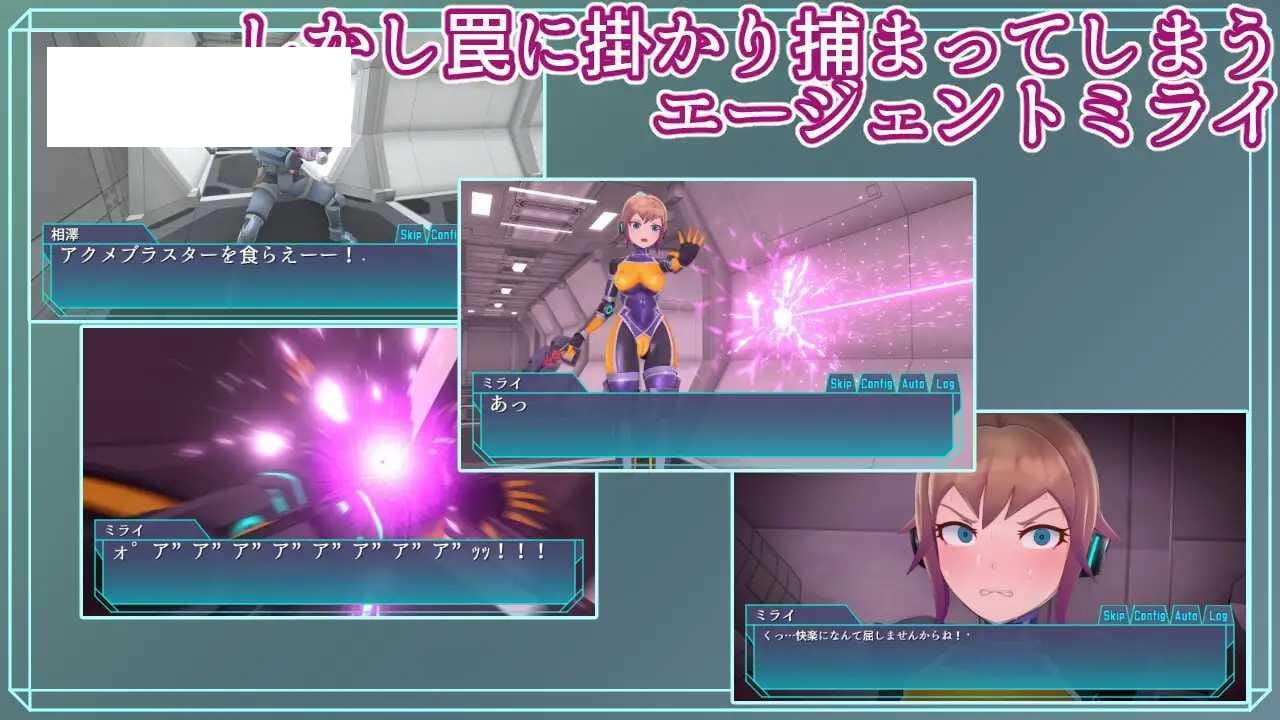 しかし罠に掛かり捕まってしまう
エージェントミライ
相澤
Skip
アクメブラスターを食らえーー！.
ミライ
Skip Config Auto Log
あっ
ミライ
ォ゜ア”ア”ア”ア”ア”ア”ア”ア”ッッ！！！
ミライ
Skip Config Auto Log
くっ…快楽になんて屈しませんからね！.